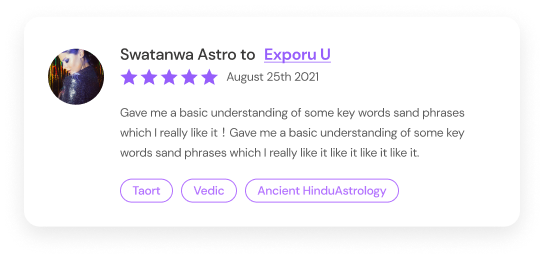 Swatanwa Astro to Exporu U
August 25th 2021
Gave me a basic understanding of some key words sand phrases
which I really like it！Gave me a basic understanding of some key
words sand phrases which I really like it like it like it like it.
Taort Vedic Ancient HinduAstrology